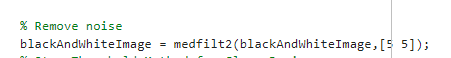 % Remove noise
blackAndWhiteImage = medfilt2(blackAndWhiteImage,[5 5]);